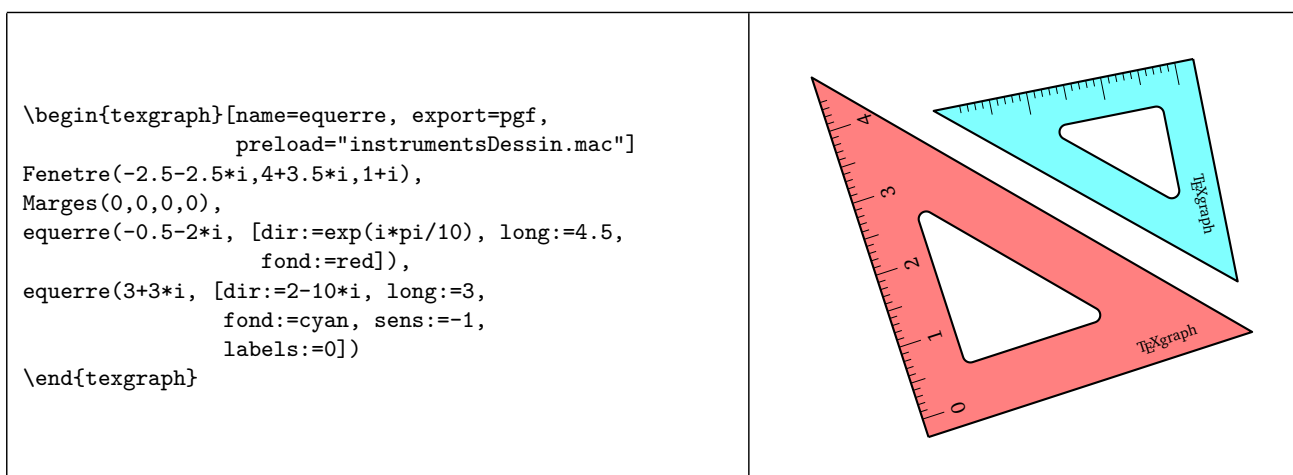 \begin{texgraph}[name=equerre, export=pgf,
preload="instrumentsDessin.mac"]
Fenetre(-2.5-2.5*i,4+3.5*i,1+i),
Marges(0,0,0,0),
equerre(-0.5-2*i, [dir:=exp(i*pi/10), long:=4.5,
fond:=red]),
equerre(3+3*i, [dir:=2-10*i, long:=3,
fond:=cyan, sens:=-1,
labels:=0])
\end{texgraph}
4
3
2
1
0
TEXgraph
TEXgraph